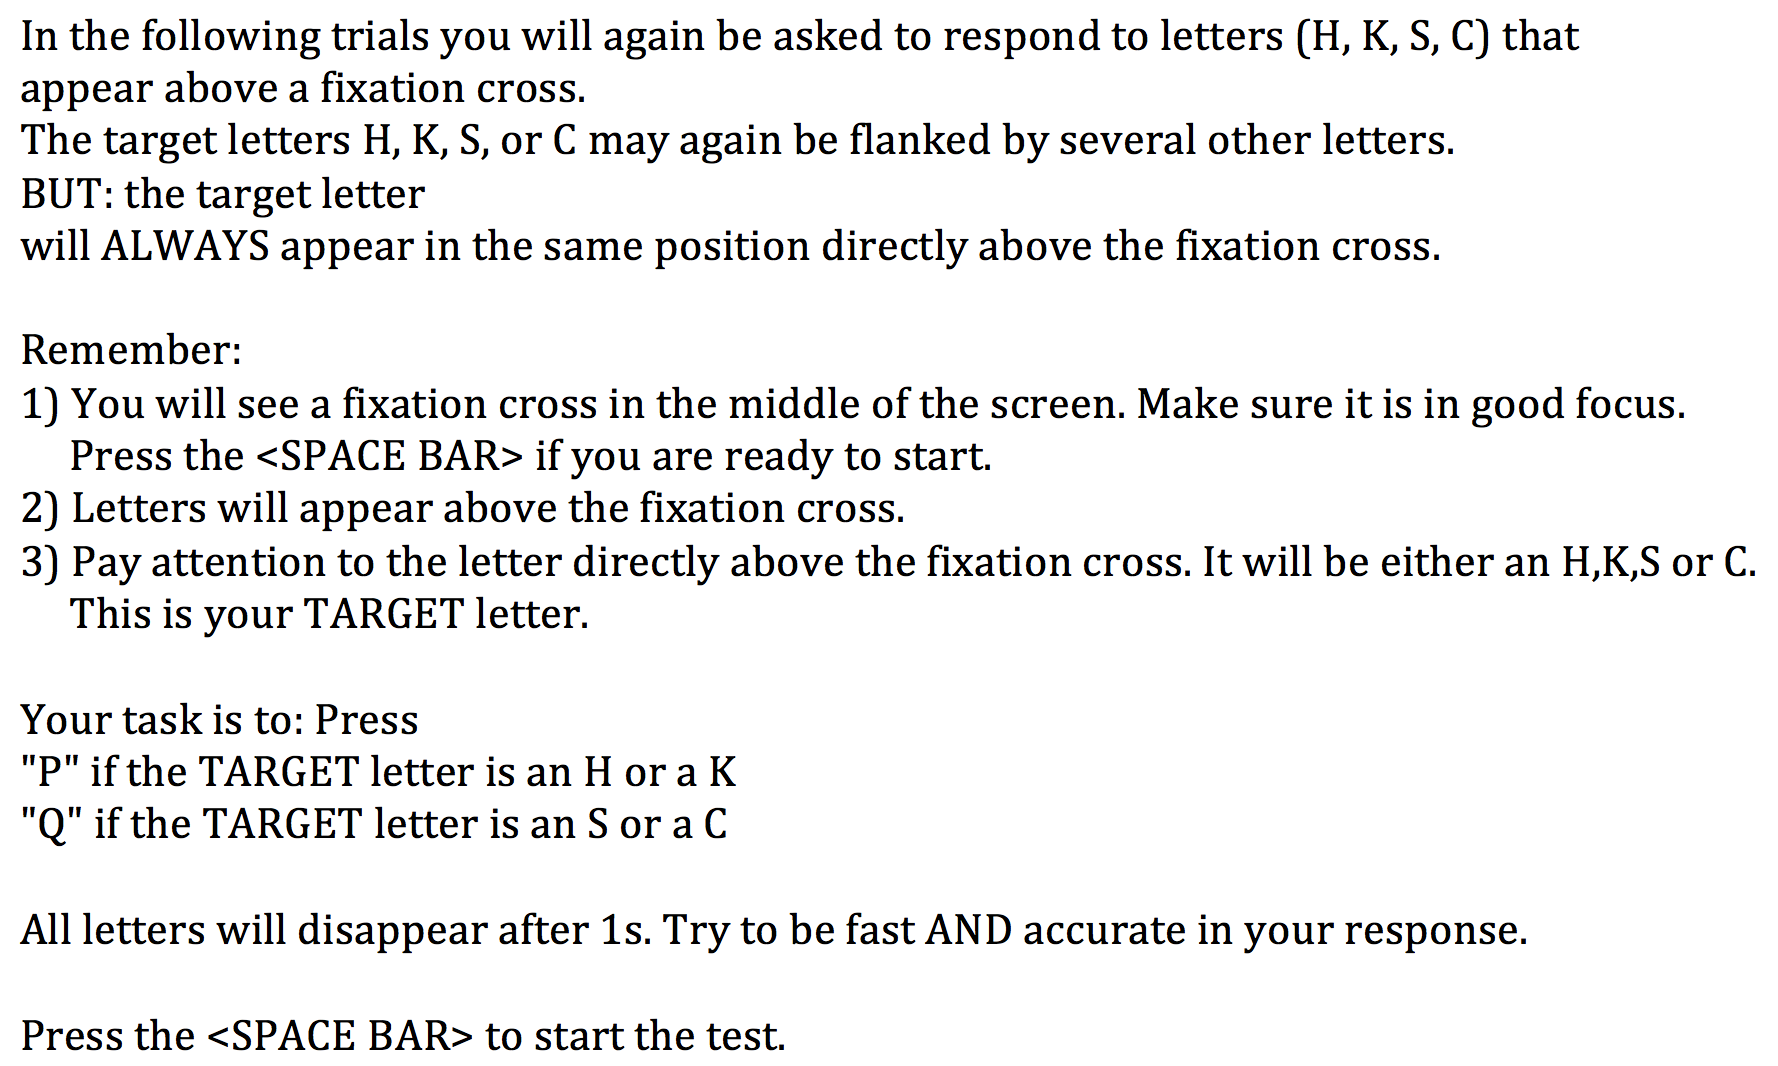 In the following trials you will again be asked to respond to letters (H, K, S, C) that
appear above a fixation cross.
The target letters H, K, S, or C may again be flanked by several other letters.
BUT: the target letter
will ALWAYS appear in the same position directly above the fixation cross.
Remember:
1) You will see a fixation cross in the middle of the screen. Make sure it is in good focus.
Press the <SPACE BAR> if you are ready to start.
2) Letters will appear above the fixation cross.
3) Pay attention to the letter directly above the fixation cross. It will be either an H,K,S or C.
This is your TARGET letter.
Your task is to: Press
"P" if the TARGET letter is an H or a K
"Q" if the TARGET letter is an S or a C
All letters will disappear after 1s. Try to be fast AND accurate in your response.
Press the <SPACE BAR> to start the test.